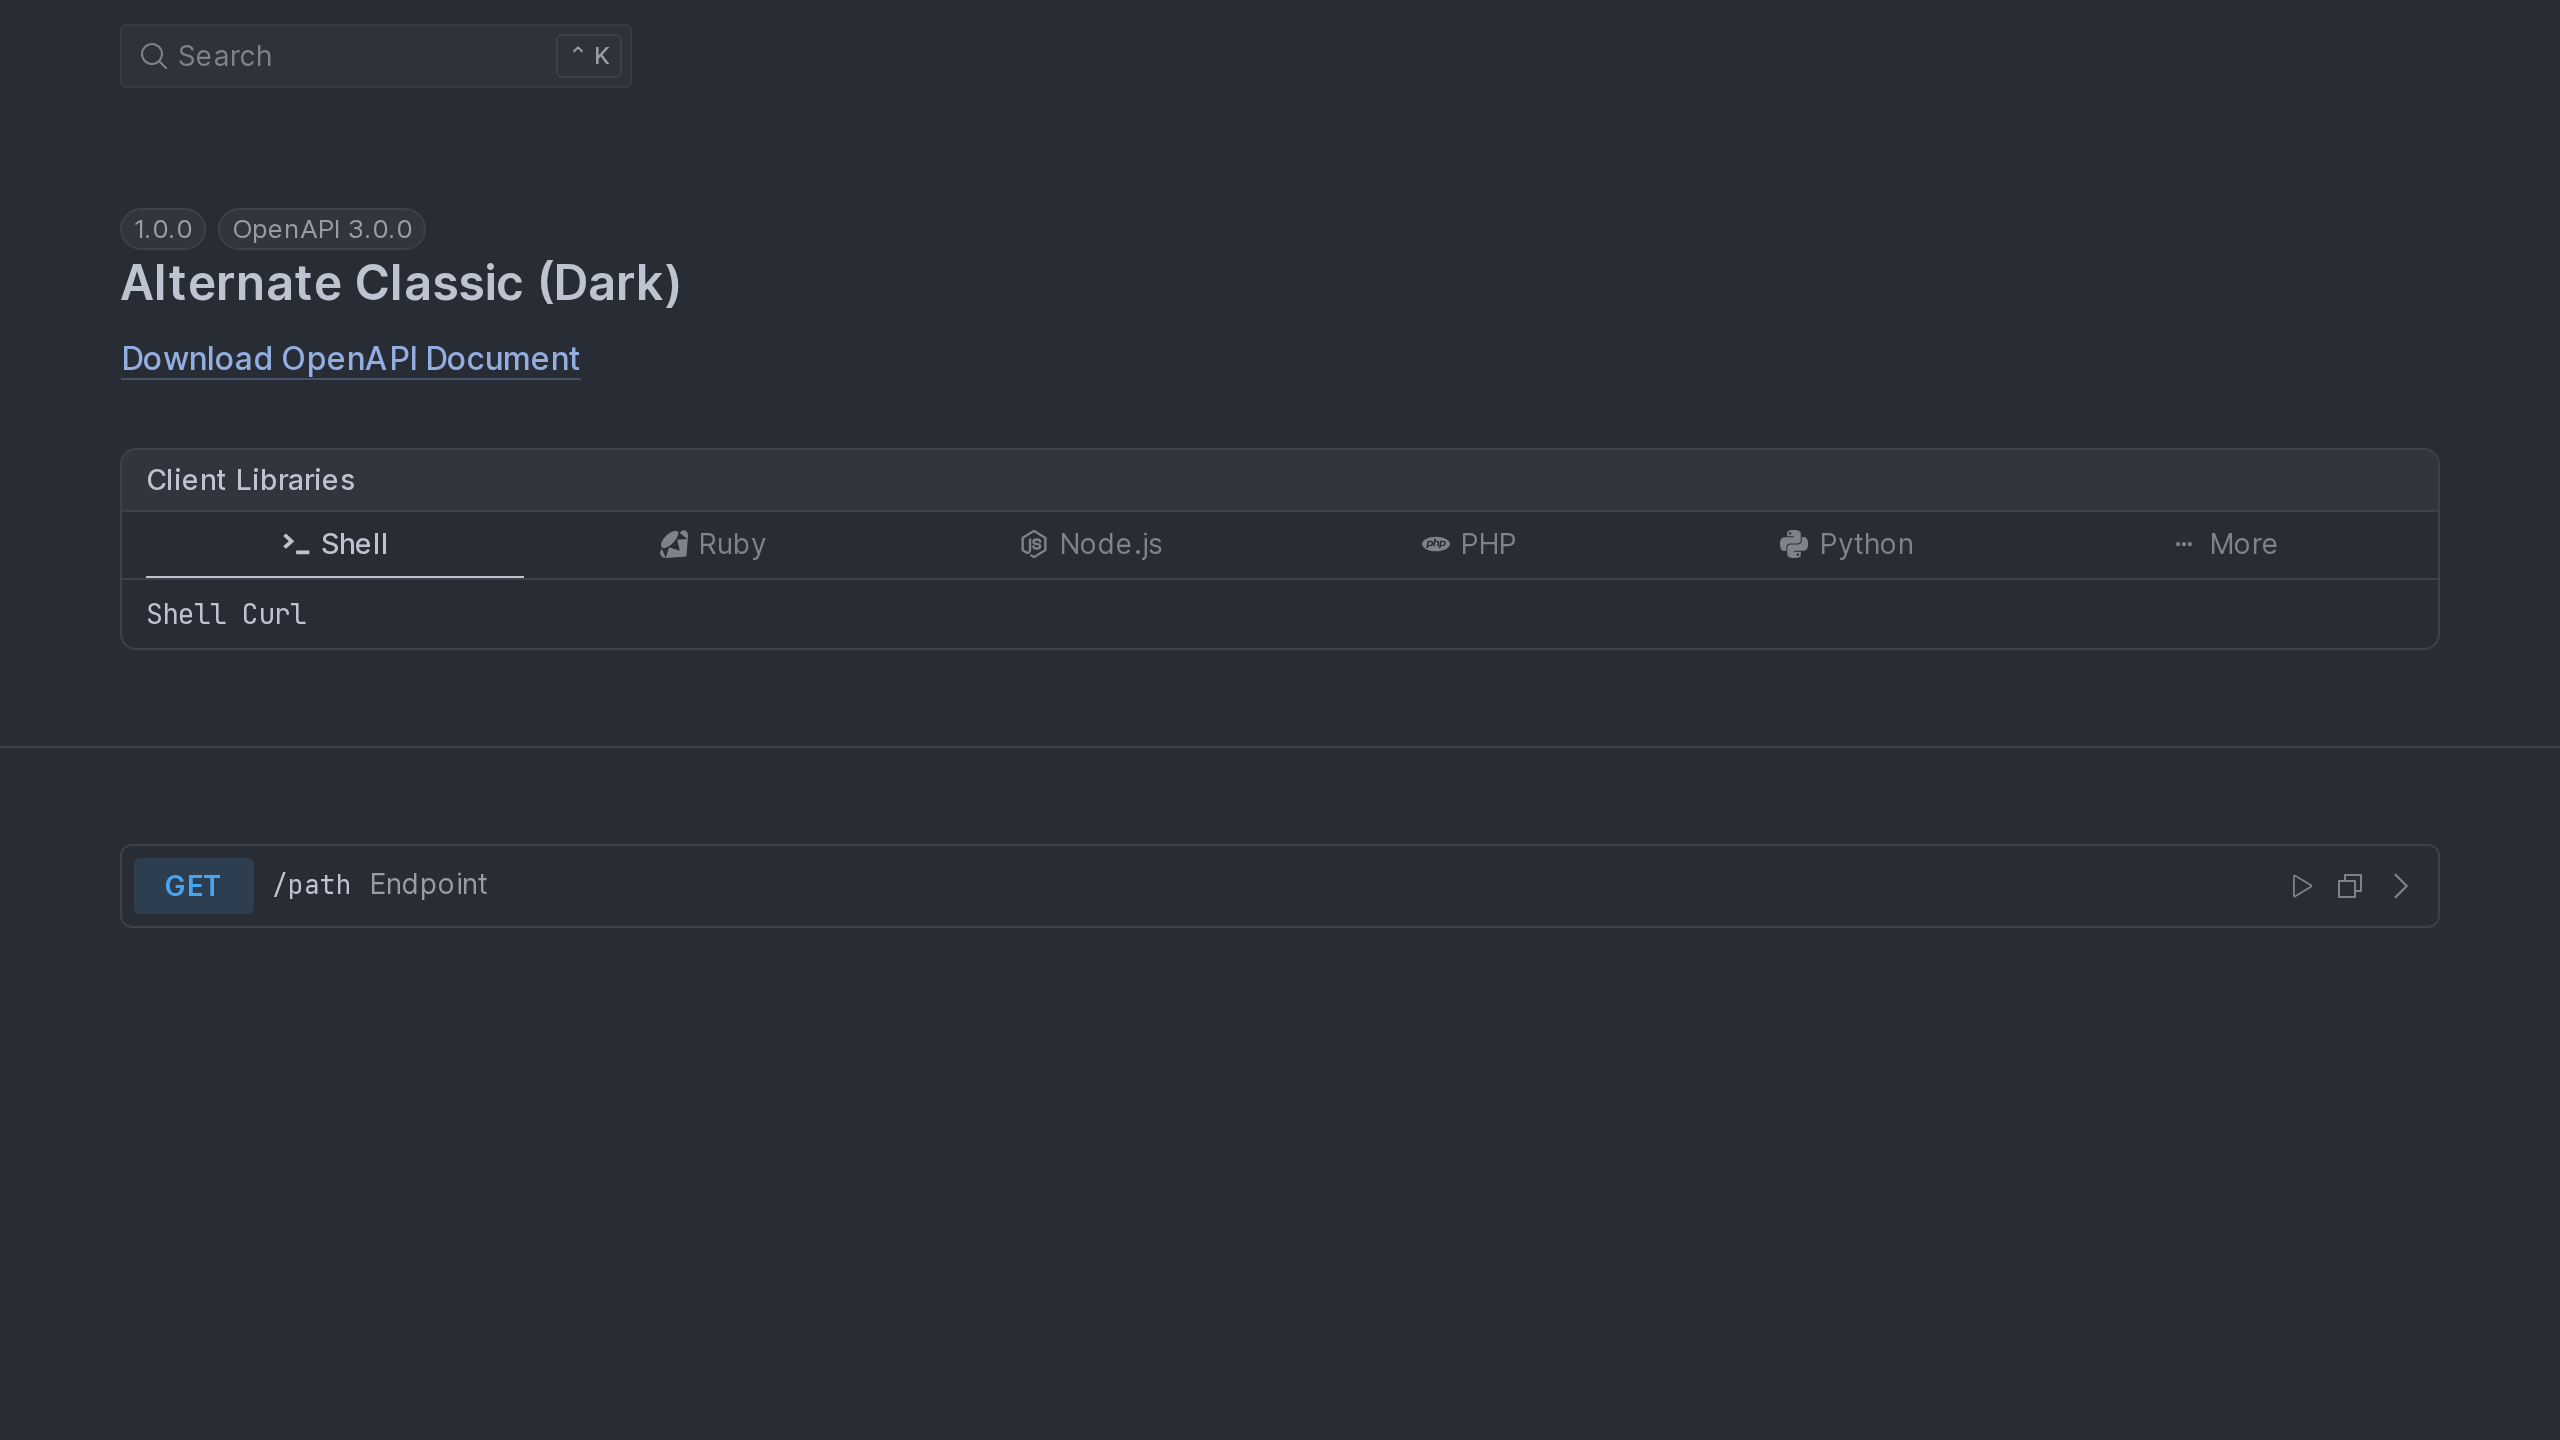 Search ⌃ K
1.0.0 OpenAPI 3.0.0
Alternate Classic (Dark)
Download OpenAPI Document
Client Libraries
Shell Ruby Node.js PHP Python More
Shell Curl
GET /path Endpoint